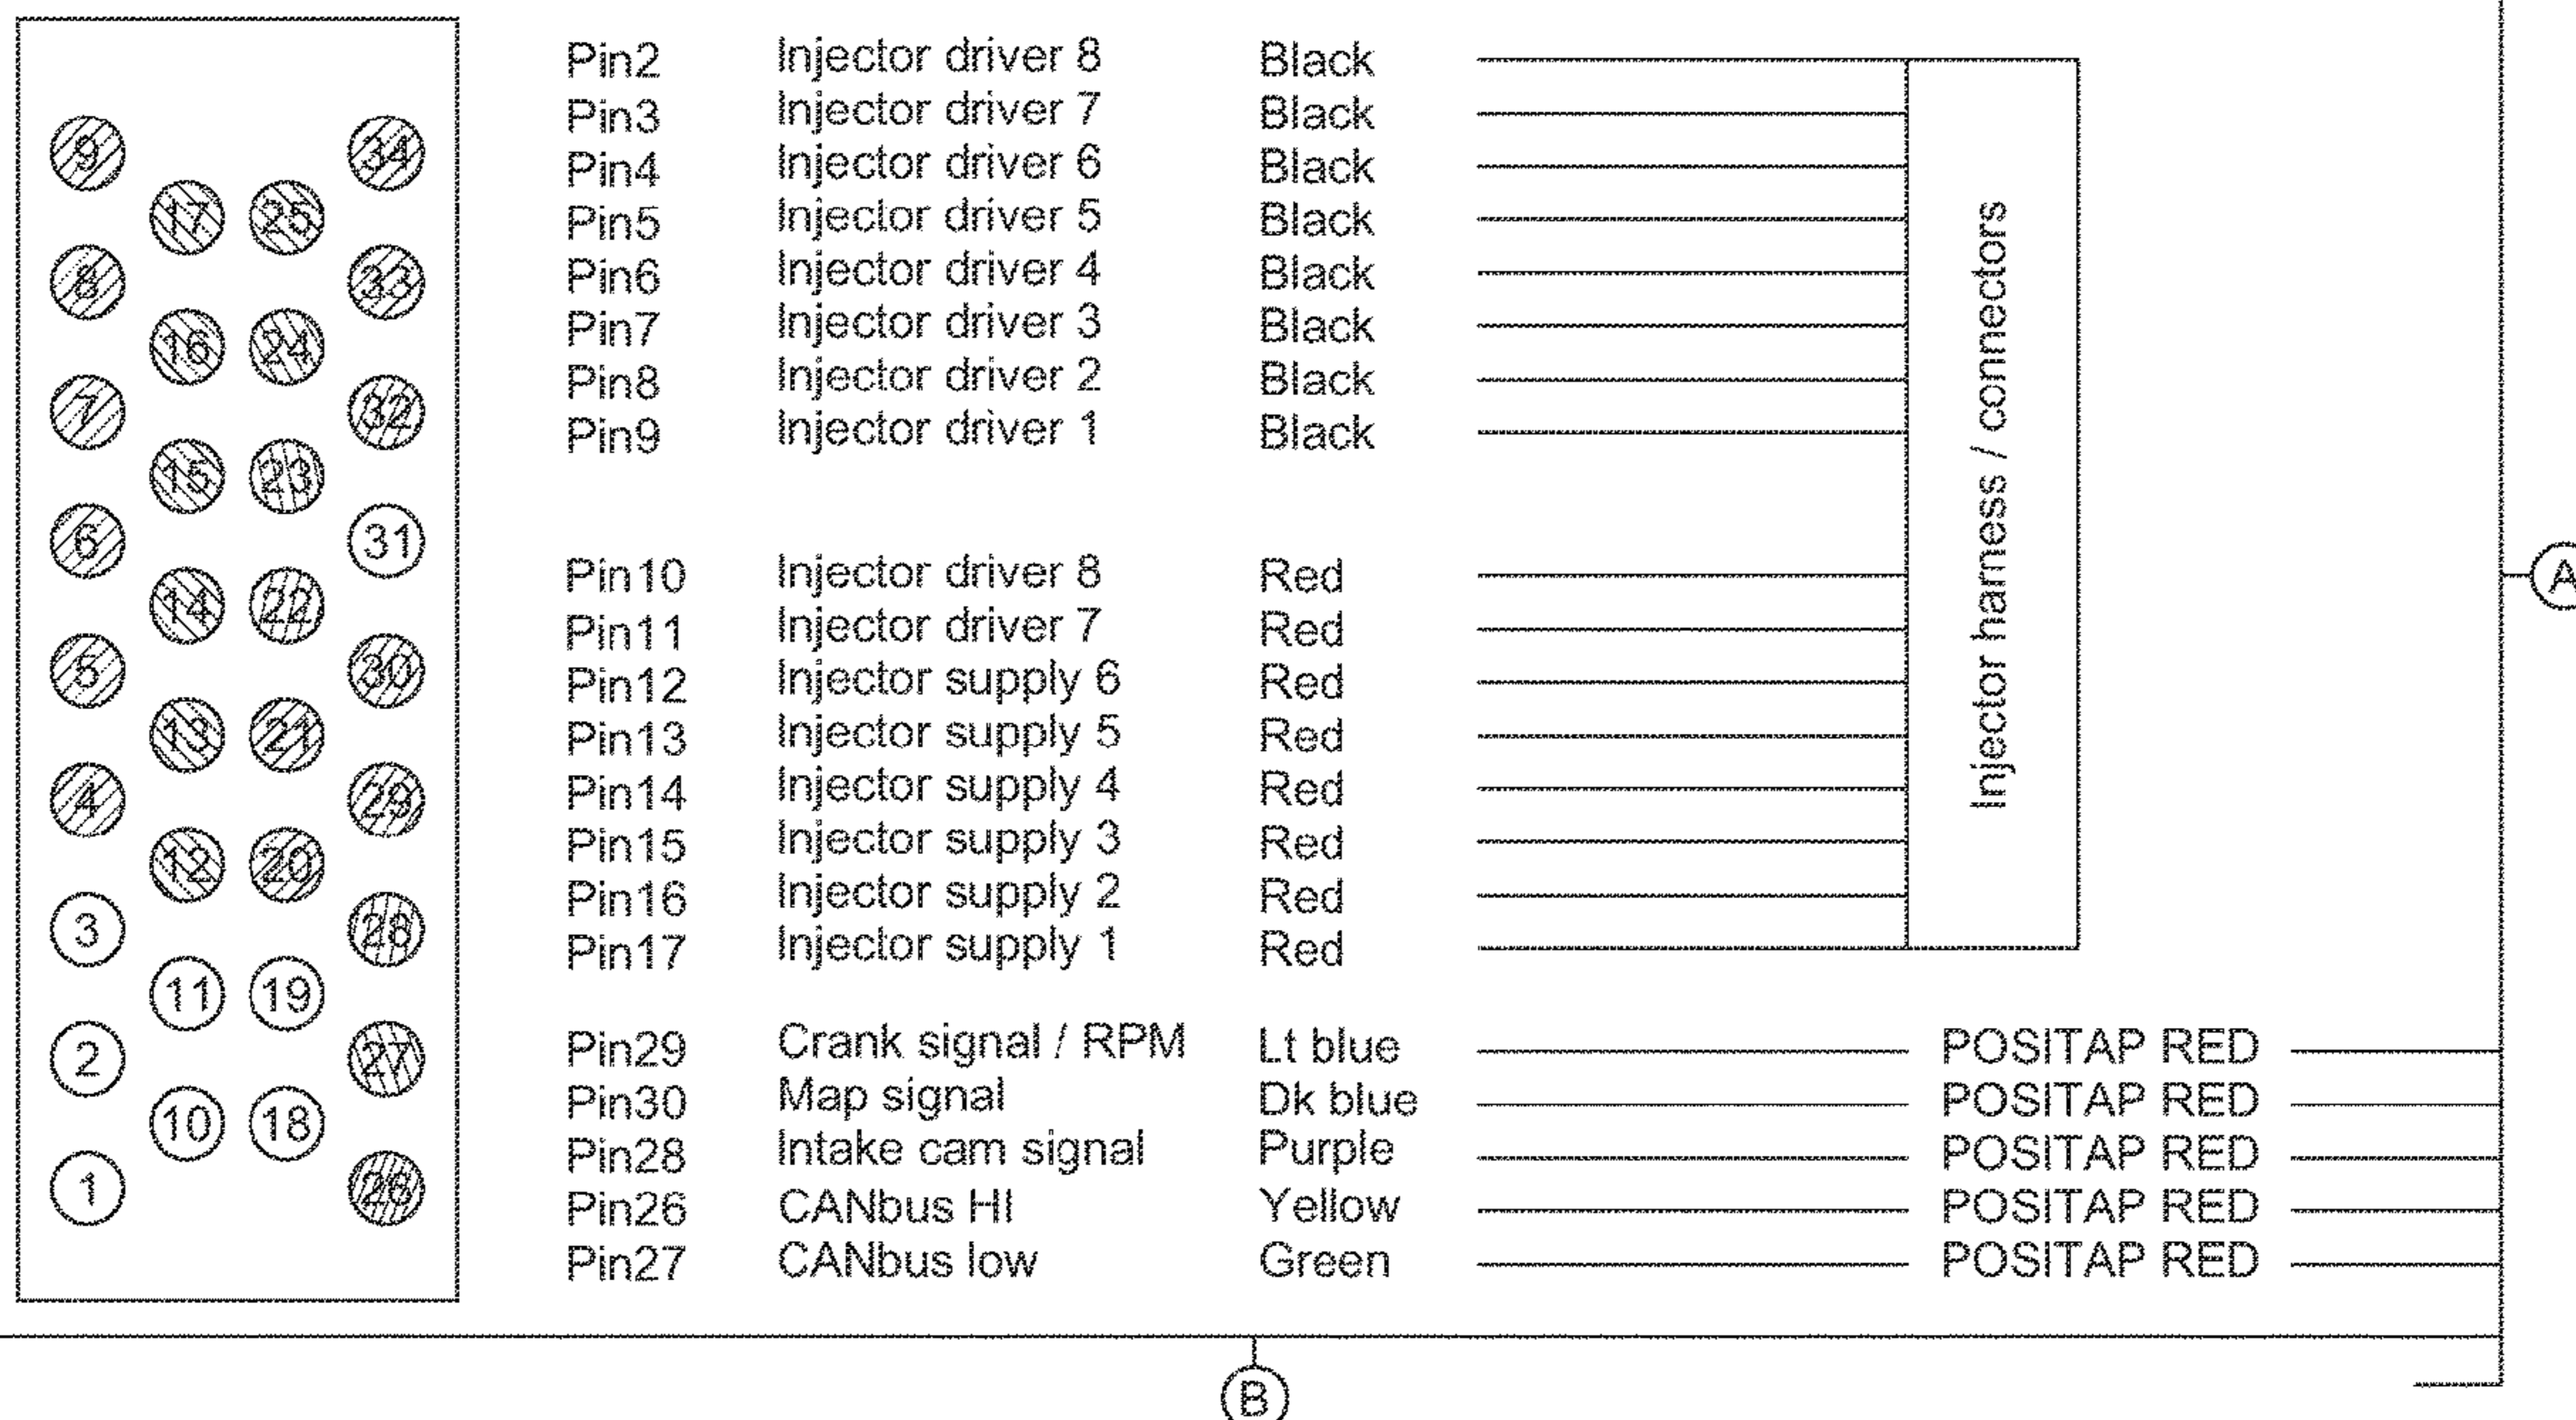 9 34
17 25
8 33
16 24
7 32
15 23
6 31
14 22
5 30
13 21
4 29
12 20
3 28
11 19
2 27
10 18
1 26
Pin2 Injector driver 8 Black
Pin3 Injector driver 7 Black
Pin4 Injector driver 6 Black
Pin5 Injector driver 5 Black
Pin6 Injector driver 4 Black
Pin7 Injector driver 3 Black
Pin8 Injector driver 2 Black
Pin9 Injector driver 1 Black
Pin10 Injector driver 8 Red
Pin11 Injector driver 7 Red
Pin12 Injector supply 6 Red
Pin13 Injector supply 5 Red
Pin14 Injector supply 4 Red
Pin15 Injector supply 3 Red
Pin16 Injector supply 2 Red
Pin17 Injector supply 1 Red
Injector harness / connectors
Pin29 Crank signal / RPM Lt blue POSITAP RED
Pin30 Map signal Dk blue POSITAP RED
Pin28 Intake cam signal Purple POSITAP RED
Pin26 CANbus HI Yellow POSITAP RED
Pin27 CANbus low Green POSITAP RED
A
B